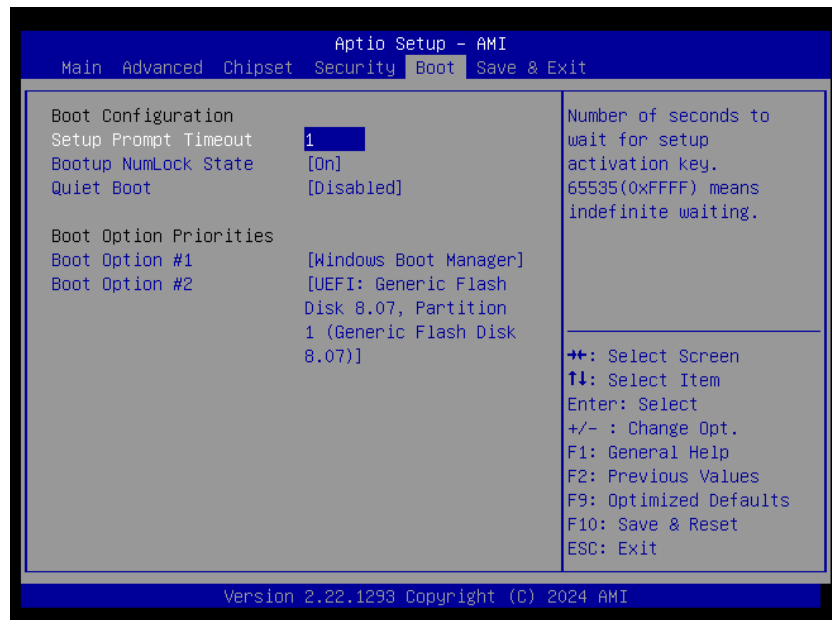 Aptio Setup – AMI
Main Advanced Chipset Security Boot Save & Exit
Boot Configuration
Setup Prompt Timeout 1
Bootup NumLock State [On]
Quiet Boot [Disabled]
Boot Option Priorities
Boot Option #1 [Windows Boot Manager]
Boot Option #2 [UEFI: Generic Flash
Disk 8.07, Partition
1 (Generic Flash Disk
8.07)]
Number of seconds to
wait for setup
activation key.
65535(0xFFFF) means
indefinite waiting.
→←: Select Screen
↑↓: Select Item
Enter: Select
+/- : Change Opt.
F1: General Help
F2: Previous Values
F9: Optimized Defaults
F10: Save & Reset
ESC: Exit
Version 2.22.1293 Copyright (C) 2024 AMI